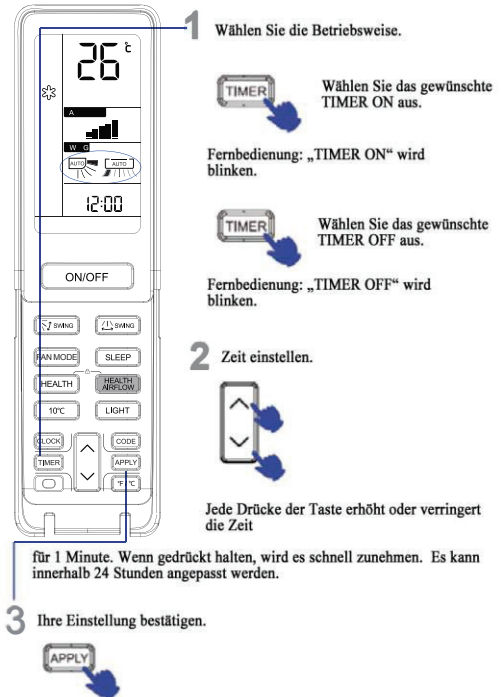 26 °C
A
W G
AUTO AUTO
12:00
ON/OFF
SWING SWING
FAN MODE SLEEP
HEALTH HEALTH AIRFLOW
10℃ LIGHT
CLOCK CODE
TIMER APPLY
°F °C
1 Wählen Sie die Betriebsweise.
TIMER
Wählen Sie das gewünschte
TIMER ON aus.
Fernbedienung: „TIMER ON“ wird
blinken.
TIMER
Wählen Sie das gewünschte
TIMER OFF aus.
Fernbedienung: „TIMER OFF“ wird
blinken.
2 Zeit einstellen.
Jede Drücke der Taste erhöht oder verringert
die Zeit
für 1 Minute. Wenn gedrückt halten, wird es schnell zunehmen. Es kann
innerhalb 24 Stunden angepasst werden.
3 Ihre Einstellung bestätigen.
APPLY